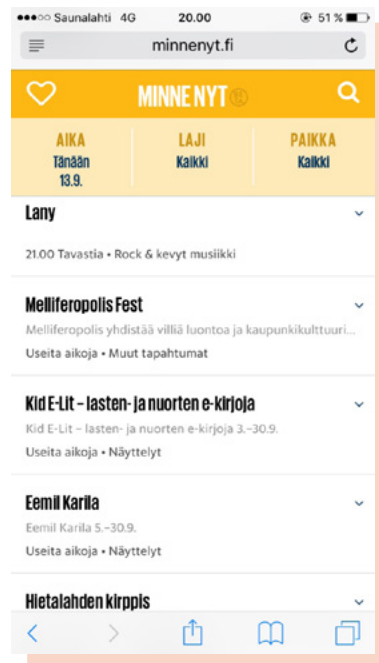 Saunalahti 4G 20.00 51 %
minnenyt.fi
MINNE NYT
AIKA LAJI PAIKKA
Tänään Kaikki Kaikki
13.9.
Lany
21.00 Tavastia • Rock & kevyt musiikki
Melliferopolis Fest
Melliferopolis yhdistää villiä luontoa ja kaupunkikulttuuri...
Useita aikoja • Muut tapahtumat
Kid E-Lit – lasten- ja nuorten e-kirjoja
Kid E-Lit – lasten- ja nuorten e-kirjoja 3.–30.9.
Useita aikoja • Näyttelyt
Eemil Karila
Eemil Karila 5.–30.9.
Useita aikoja • Näyttelyt
Hietalahden kirppis